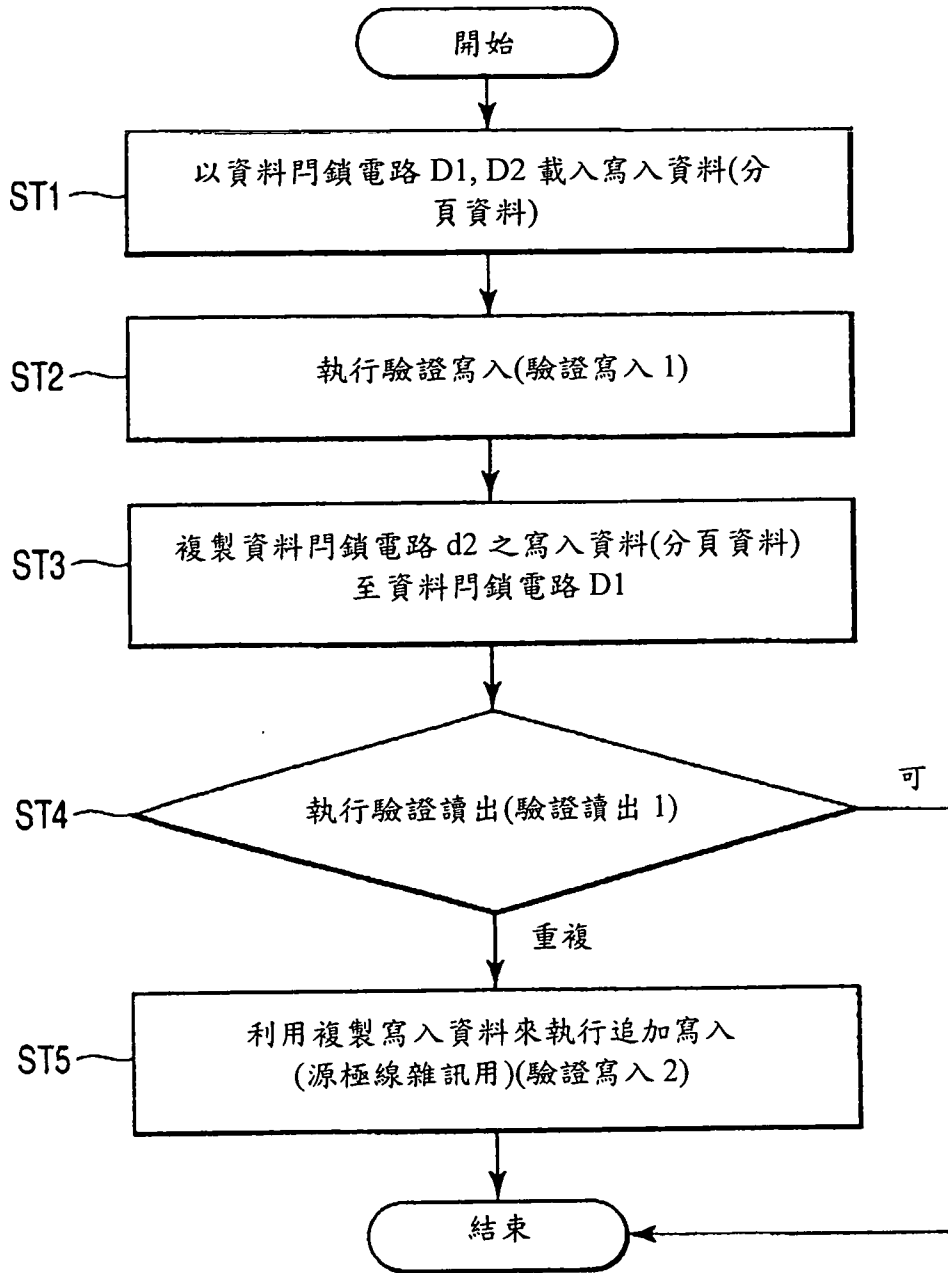 開始
ST1
以資料閂鎖電路 D1, D2 載入寫入資料(分
頁資料)
ST2
執行驗證寫入(驗證寫入 1)
ST3
複製資料閂鎖電路 d2 之寫入資料(分頁資料)
至資料閂鎖電路 D1
ST4
執行驗證讀出(驗證讀出 1)
可
重複
ST5
利用複製寫入資料來執行追加寫入
(源極線雜訊用)(驗證寫入 2)
結束